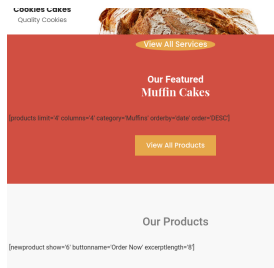 Cookies Cakes
Quality Cookies
View All Services
Our Featured
Muffin Cakes
[products limit='4' columns='4' category='Muffins' orderby='date' order='DESC']
View All Products
Our Products
[newproduct show='6' buttonname='Order Now' excerptlength='8']